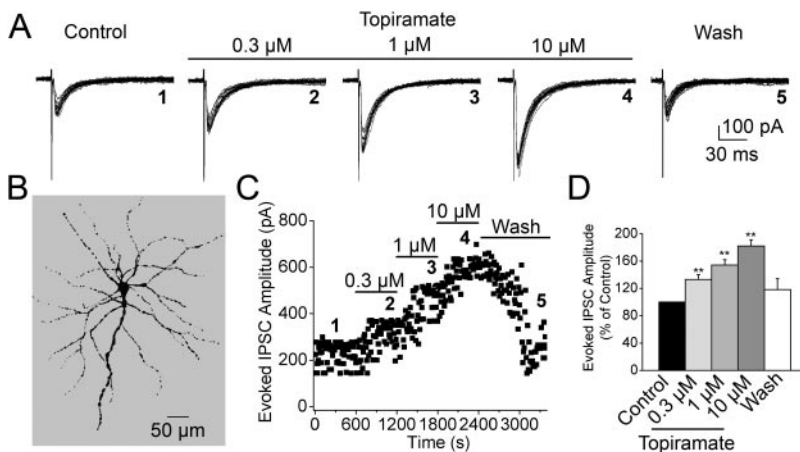 A
Control
Topiramate
0.3 µM
1 µM
10 µM
Wash
1
2
3
4
5
100 pA
30 ms
B
50 µm
C
Evoked IPSC Amplitude (pA)
800
600
400
200
0
1
0.3 µM
2
1 µM
3
10 µM
4
Wash
5
0 600 1200 1800 2400 3000
Time (s)
D
Evoked IPSC Amplitude
(% of Control)
200
160
120
80
40
0
**
**
**
Control
0.3 µM
1 µM
10 µM
Wash
Topiramate